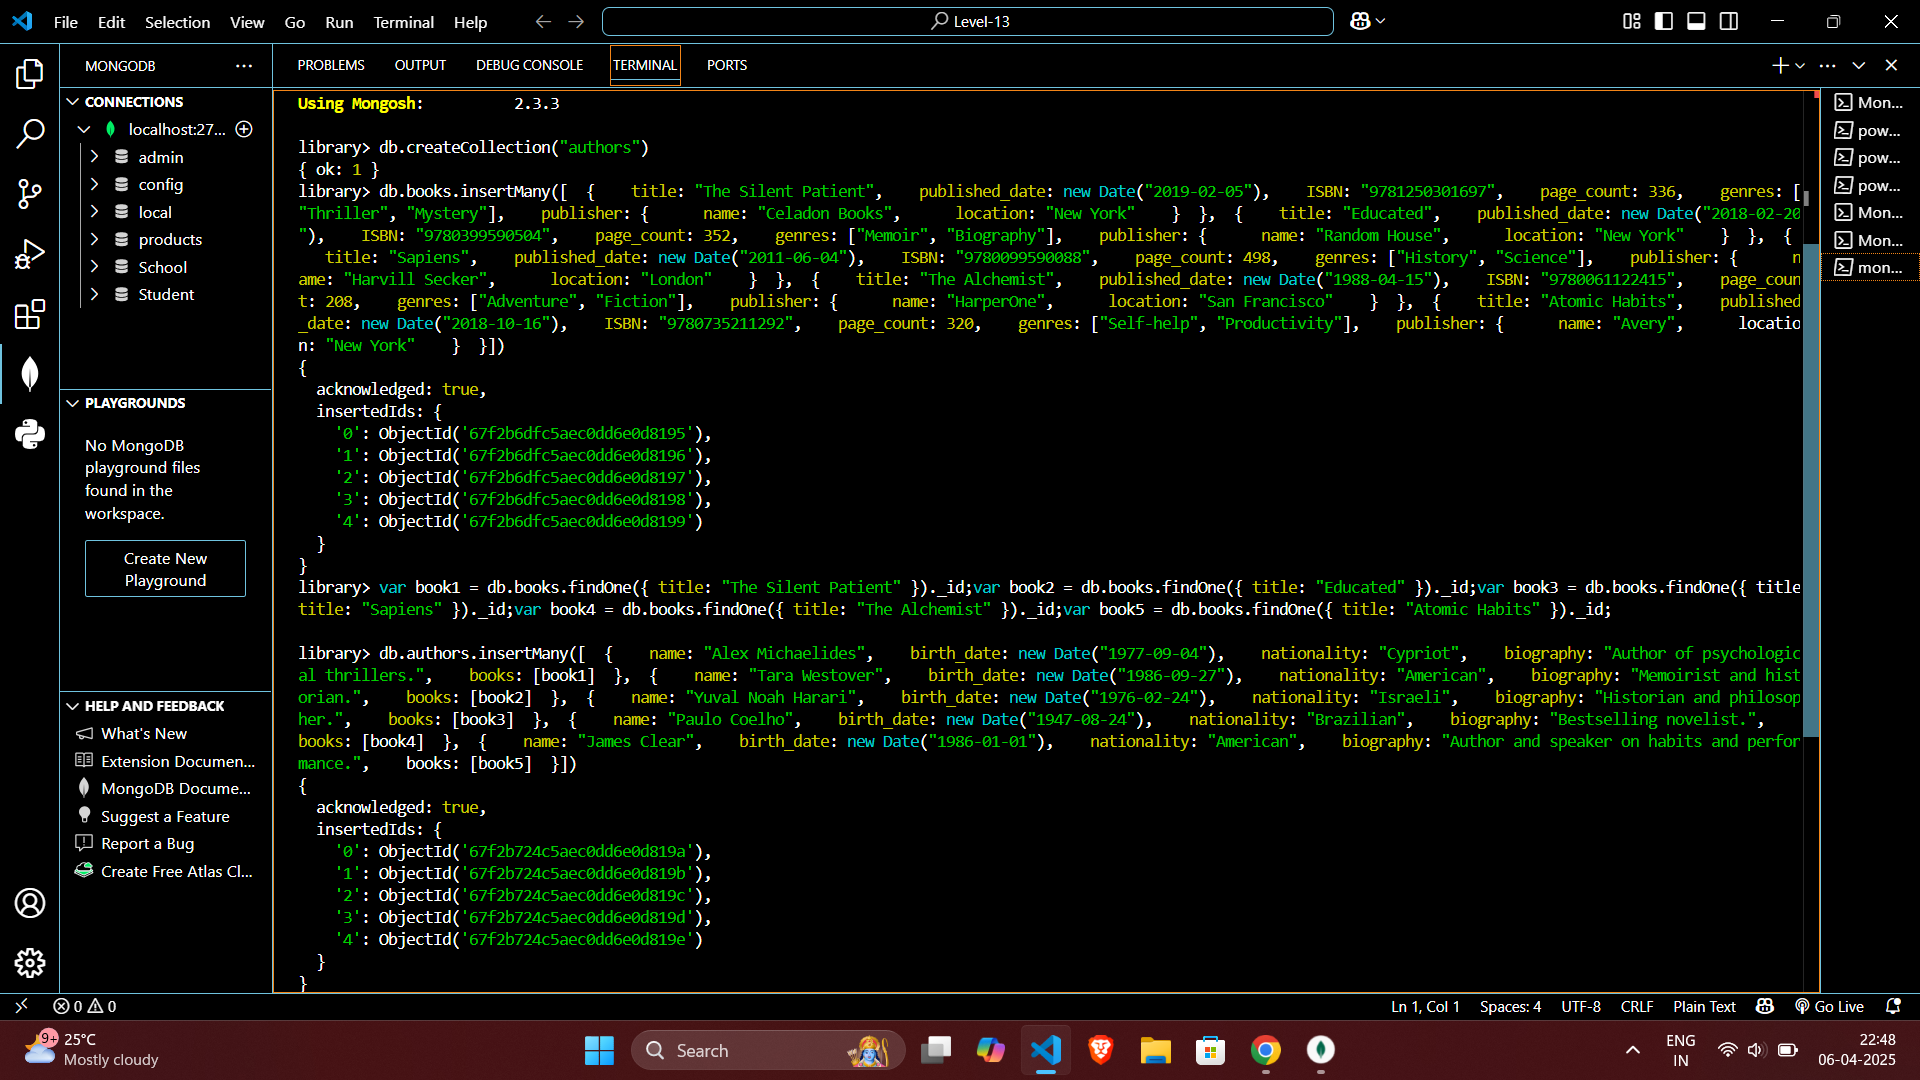 File Edit Selection View Go Run Terminal Help
Level-13
MONGODB
PROBLEMS OUTPUT DEBUG CONSOLE TERMINAL PORTS
CONNECTIONS
localhost:27...
admin
config
local
products
School
Student
PLAYGROUNDS
No MongoDB
playground files
found in the
workspace.
Create New
Playground
HELP AND FEEDBACK
What's New
Extension Documen...
MongoDB Docume...
Suggest a Feature
Report a Bug
Create Free Atlas Cl...
Using Mongosh: 2.3.3
library> db.createCollection("authors")
{ ok: 1 }
library> db.books.insertMany([ { title: "The Silent Patient", published_date: new Date("2019-02-05"), ISBN: "9781250301697", page_count: 336, genres: [
"Thriller", "Mystery"], publisher: { name: "Celadon Books", location: "New York" } }, { title: "Educated", published_date: new Date("2018-02-20
"), ISBN: "9780399590504", page_count: 352, genres: ["Memoir", "Biography"], publisher: { name: "Random House", location: "New York" } }, {
title: "Sapiens", published_date: new Date("2011-06-04"), ISBN: "9780099590088", page_count: 498, genres: ["History", "Science"], publisher: { n
ame: "Harvill Secker", location: "London" } }, { title: "The Alchemist", published_date: new Date("1988-04-15"), ISBN: "9780061122415", page_coun
t: 208, genres: ["Adventure", "Fiction"], publisher: { name: "HarperOne", location: "San Francisco" } }, { title: "Atomic Habits", published
_date: new Date("2018-10-16"), ISBN: "9780735211292", page_count: 320, genres: ["Self-help", "Productivity"], publisher: { name: "Avery", locatio
n: "New York" } }])
{
acknowledged: true,
insertedIds: {
'0': ObjectId('67f2b6dfc5aec0dd6e0d8195'),
'1': ObjectId('67f2b6dfc5aec0dd6e0d8196'),
'2': ObjectId('67f2b6dfc5aec0dd6e0d8197'),
'3': ObjectId('67f2b6dfc5aec0dd6e0d8198'),
'4': ObjectId('67f2b6dfc5aec0dd6e0d8199')
}
}
library> var book1 = db.books.findOne({ title: "The Silent Patient" })._id;var book2 = db.books.findOne({ title: "Educated" })._id;var book3 = db.books.findOne({ title
title: "Sapiens" })._id;var book4 = db.books.findOne({ title: "The Alchemist" })._id;var book5 = db.books.findOne({ title: "Atomic Habits" })._id;
library> db.authors.insertMany([ { name: "Alex Michaelides", birth_date: new Date("1977-09-04"), nationality: "Cypriot", biography: "Author of psychologic
al thrillers.", books: [book1] }, { name: "Tara Westover", birth_date: new Date("1986-09-27"), nationality: "American", biography: "Memoirist and hist
orian.", books: [book2] }, { name: "Yuval Noah Harari", birth_date: new Date("1976-02-24"), nationality: "Israeli", biography: "Historian and philosop
her.", books: [book3] }, { name: "Paulo Coelho", birth_date: new Date("1947-08-24"), nationality: "Brazilian", biography: "Bestselling novelist.",
books: [book4] }, { name: "James Clear", birth_date: new Date("1986-01-01"), nationality: "American", biography: "Author and speaker on habits and perfor
mance.", books: [book5] }])
{
acknowledged: true,
insertedIds: {
'0': ObjectId('67f2b724c5aec0dd6e0d819a'),
'1': ObjectId('67f2b724c5aec0dd6e0d819b'),
'2': ObjectId('67f2b724c5aec0dd6e0d819c'),
'3': ObjectId('67f2b724c5aec0dd6e0d819d'),
'4': ObjectId('67f2b724c5aec0dd6e0d819e')
}
}
Mon...
pow...
pow...
pow...
Mon...
Mon...
mon...
0 0
Ln 1, Col 1 Spaces: 4 UTF-8 CRLF Plain Text Go Live
9+
25°C
Mostly cloudy
Search
ENG
IN
22:48
06-04-2025